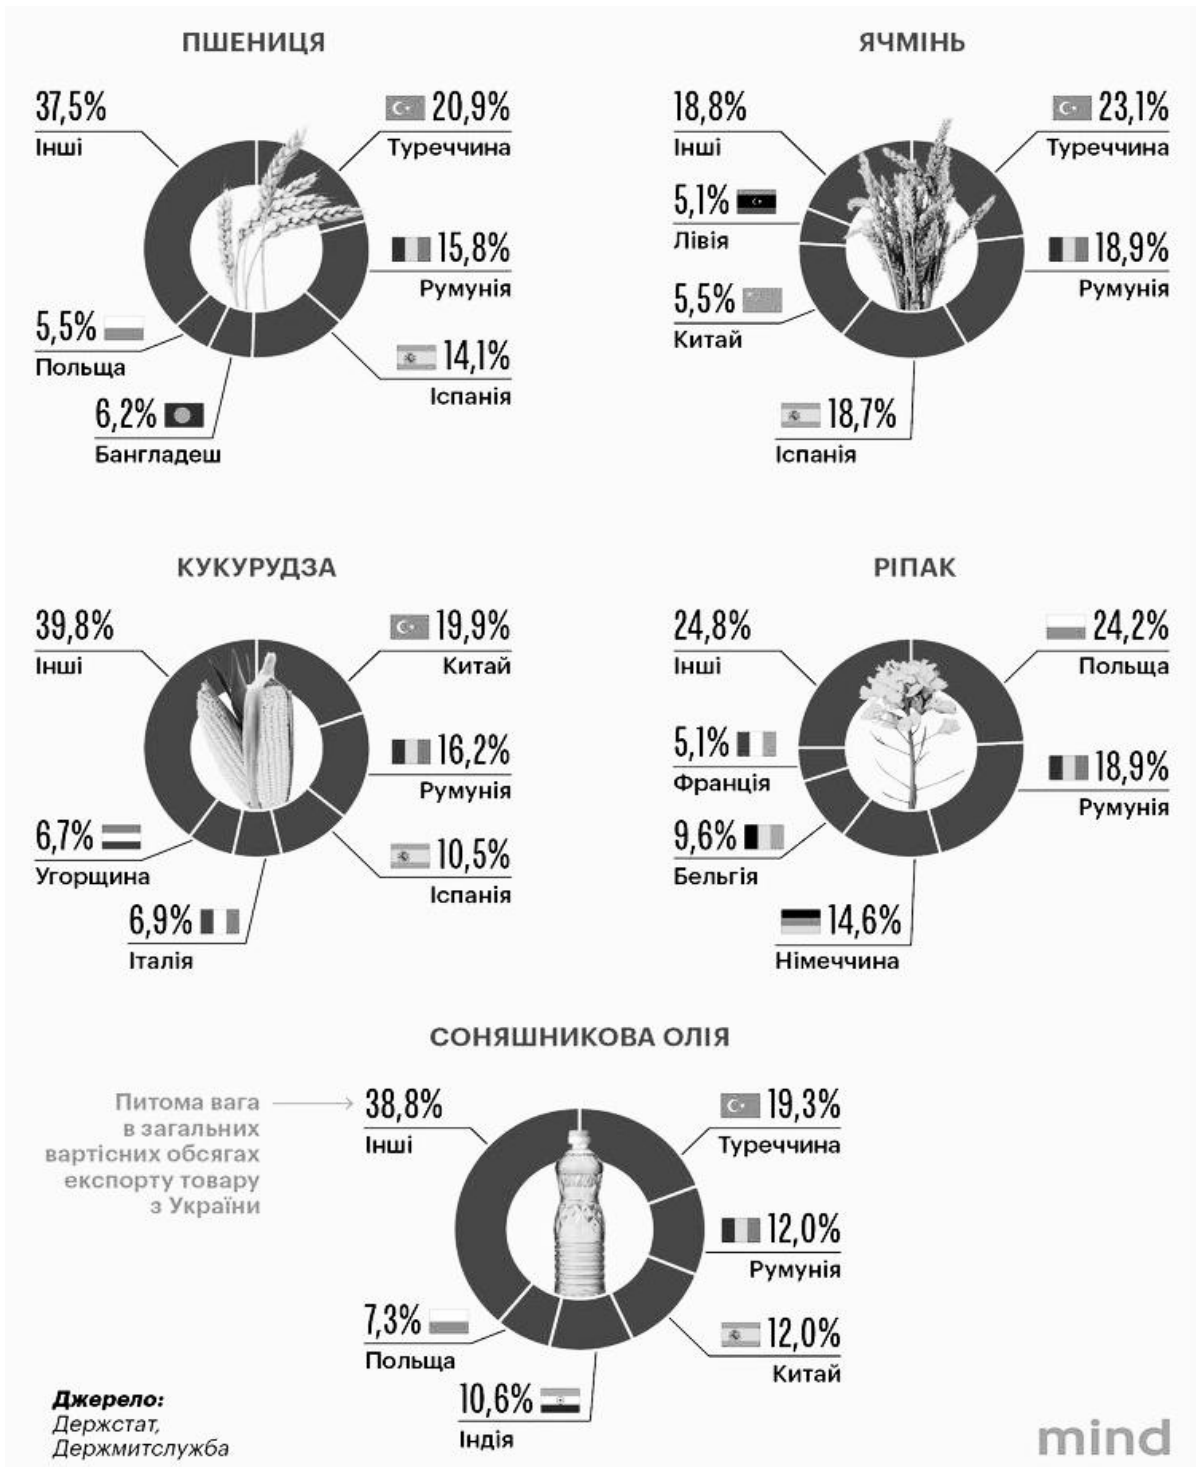 ПШЕНИЦЯ
37,5%
Інші
20,9%
Туреччина
15,8%
Румунія
14,1%
Іспанія
6,2%
Бангладеш
5,5%
Польща
ЯЧМІНЬ
18,8%
Інші
23,1%
Туреччина
18,9%
Румунія
18,7%
Іспанія
5,5%
Китай
5,1%
Лівія
КУКУРУДЗА
39,8%
Інші
19,9%
Китай
16,2%
Румунія
10,5%
Іспанія
6,9%
Італія
6,7%
Угорщина
РІПАК
24,8%
Інші
24,2%
Польща
18,9%
Румунія
14,6%
Німеччина
9,6%
Бельгія
5,1%
Франція
СОНЯШНИКОВА ОЛІЯ
Питома вага
в загальних
вартісних обсягах
експорту товару
з України
38,8%
Інші
19,3%
Туреччина
12,0%
Румунія
12,0%
Китай
10,6%
Індія
7,3%
Польща
Джерело:
Держстат,
Держмитслужба
mind